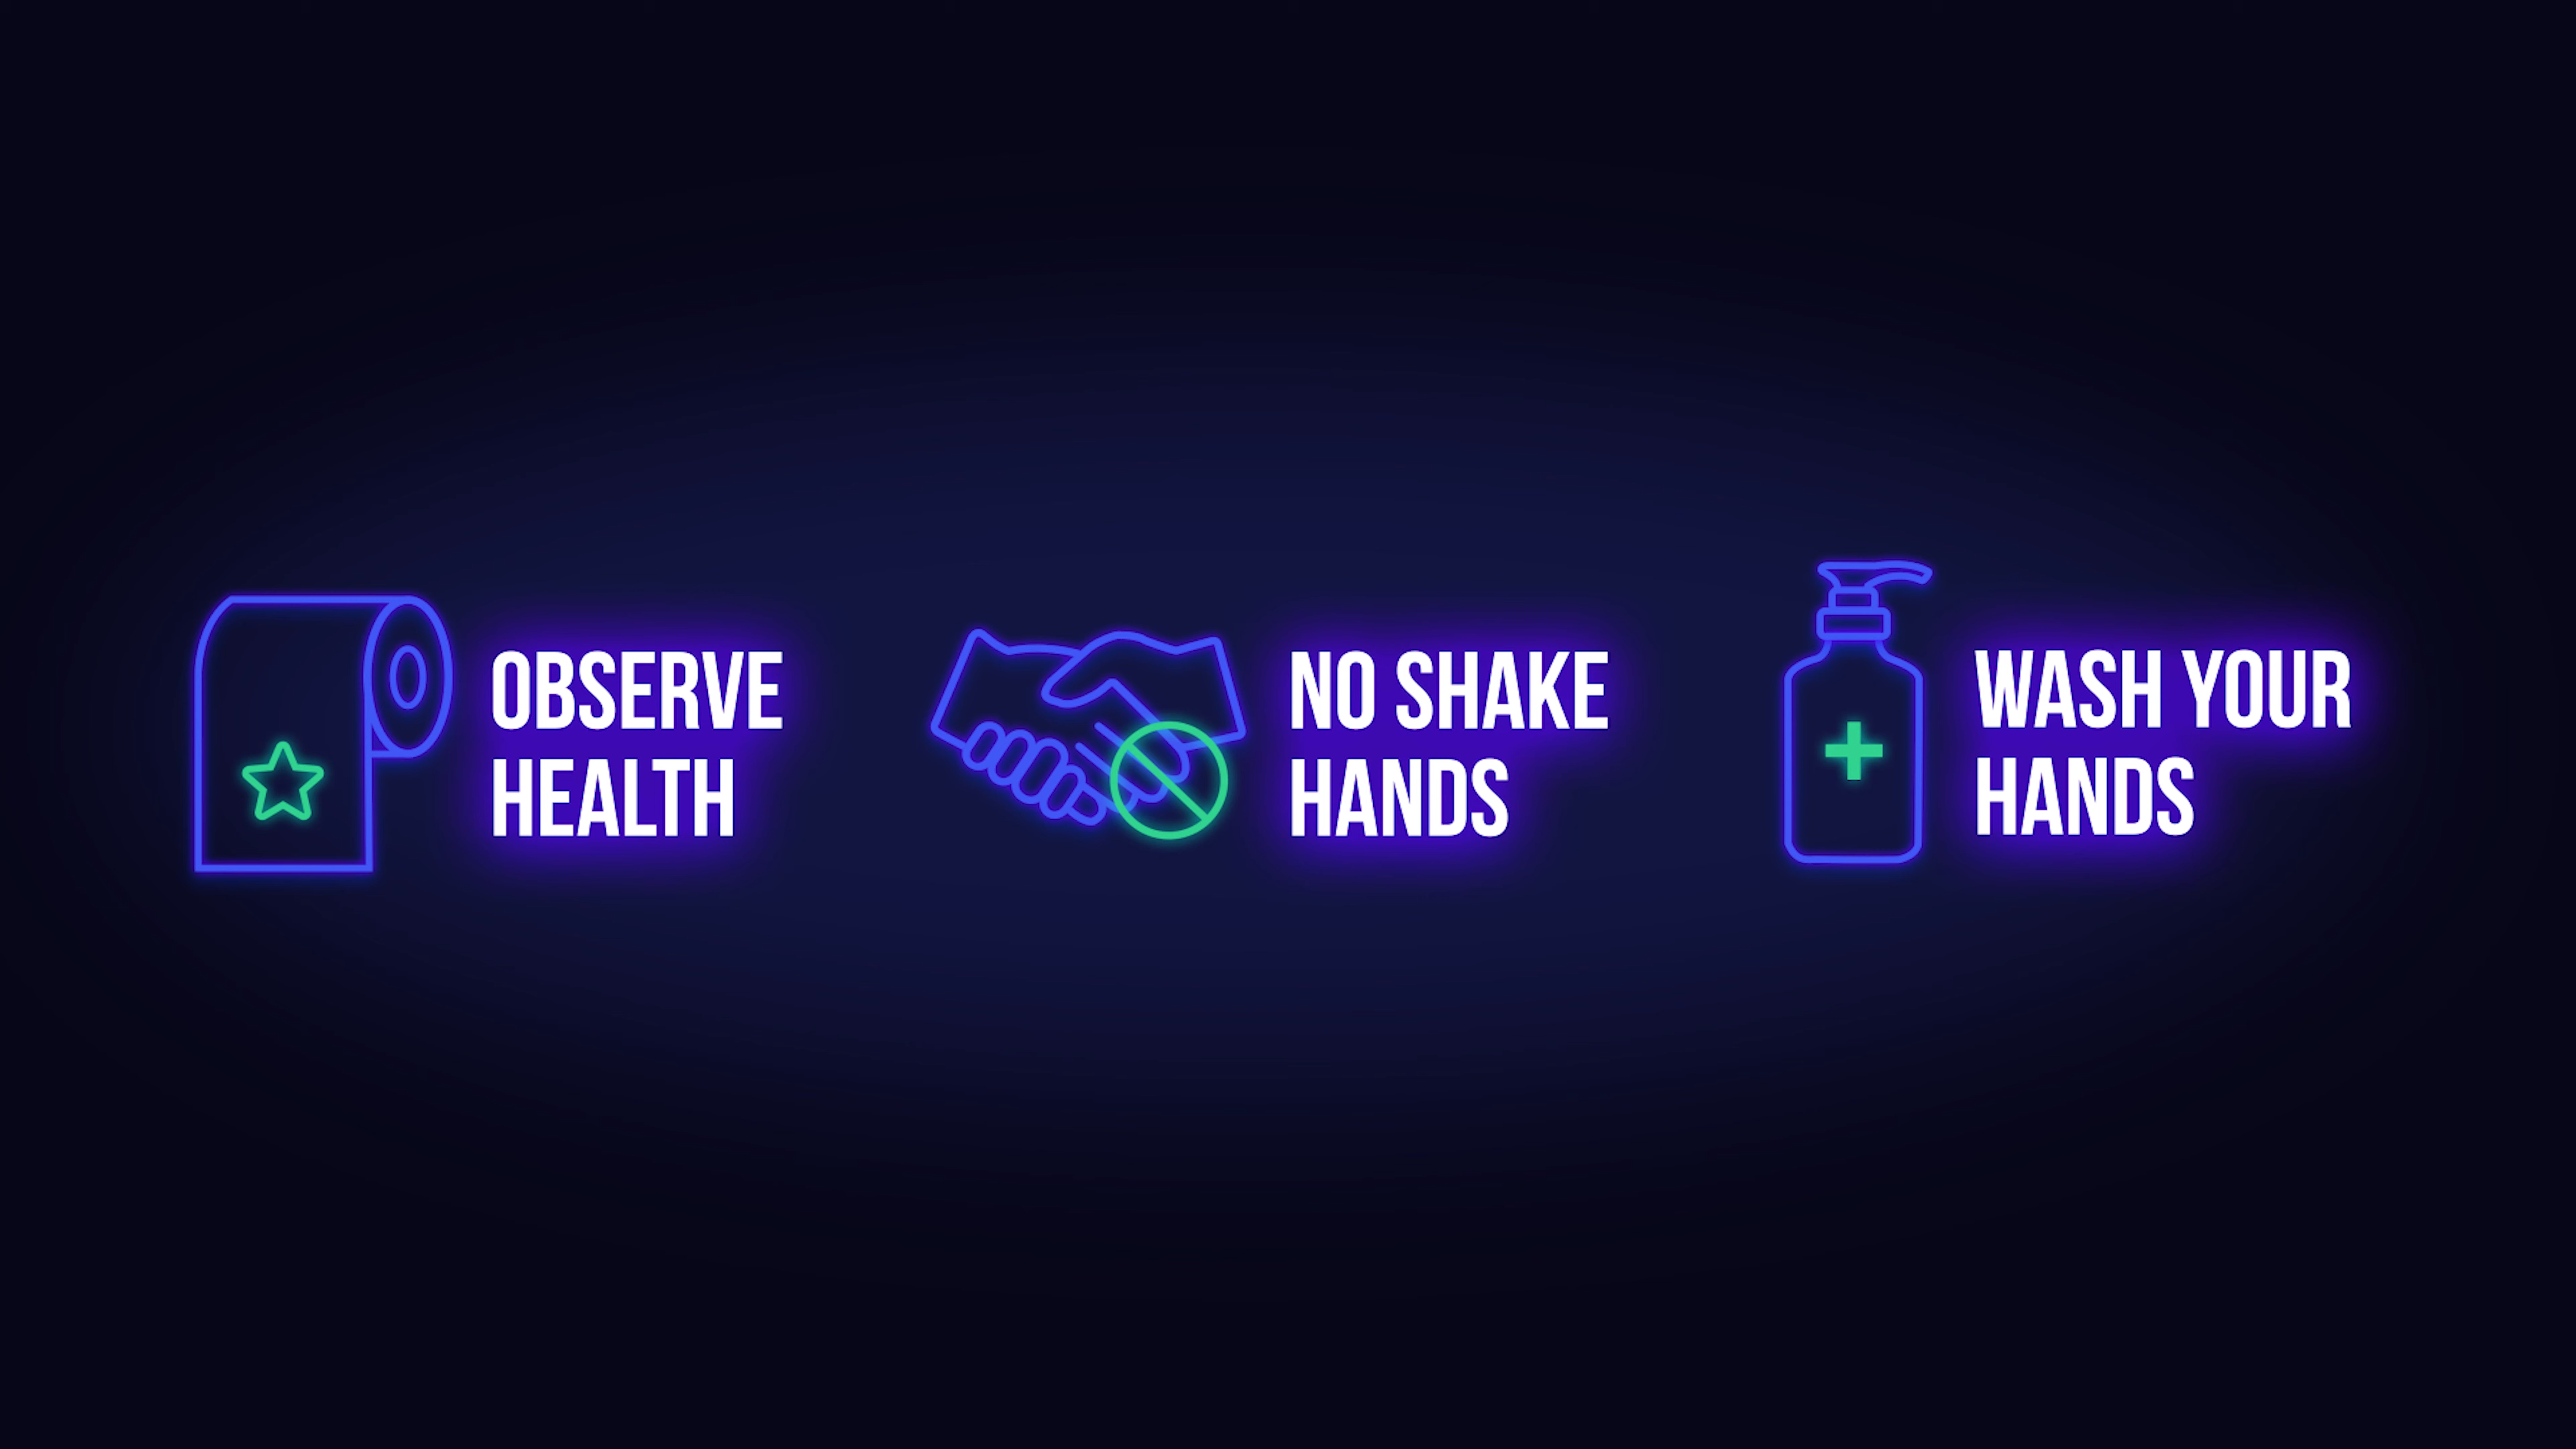 OBSERVE
HEALTH
NO SHAKE
HANDS
WASH YOUR
HANDS